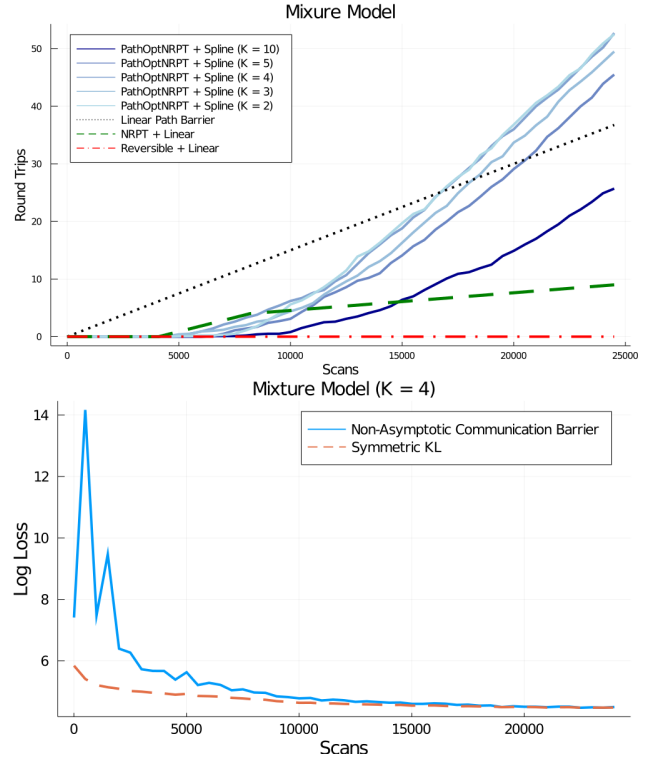 Mixure Model
Round Trips
50
40
30
20
10
0
PathOptNRPT + Spline (K = 10)
PathOptNRPT + Spline (K = 5)
PathOptNRPT + Spline (K = 4)
PathOptNRPT + Spline (K = 3)
PathOptNRPT + Spline (K = 2)
Linear Path Barrier
NRPT + Linear
Reversible + Linear
0 5000 10000 15000 20000 25000
Scans
Mixture Model (K = 4)
Log Loss
14
12
10
8
6
Non-Asymptotic Communication Barrier
Symmetric KL
0 5000 10000 15000 20000
Scans